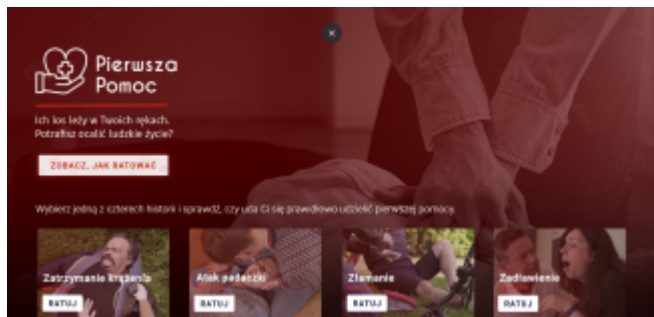 Pierwsza
Pomoc
Ich los leży w Twoich rękach.
Potrafisz ocalić ludzkie życie?
ZOBACZ, JAK RATOWAĆ
Wybierz jedną z czterech historii i sprawdź, czy uda Ci się prawidłowo udzielić pierwszej pomocy.
Zatrzymanie krążenia
Atak padaczki
Złamanie
Zadławienie
RATUJ
RATUJ
RATUJ
RATUJ